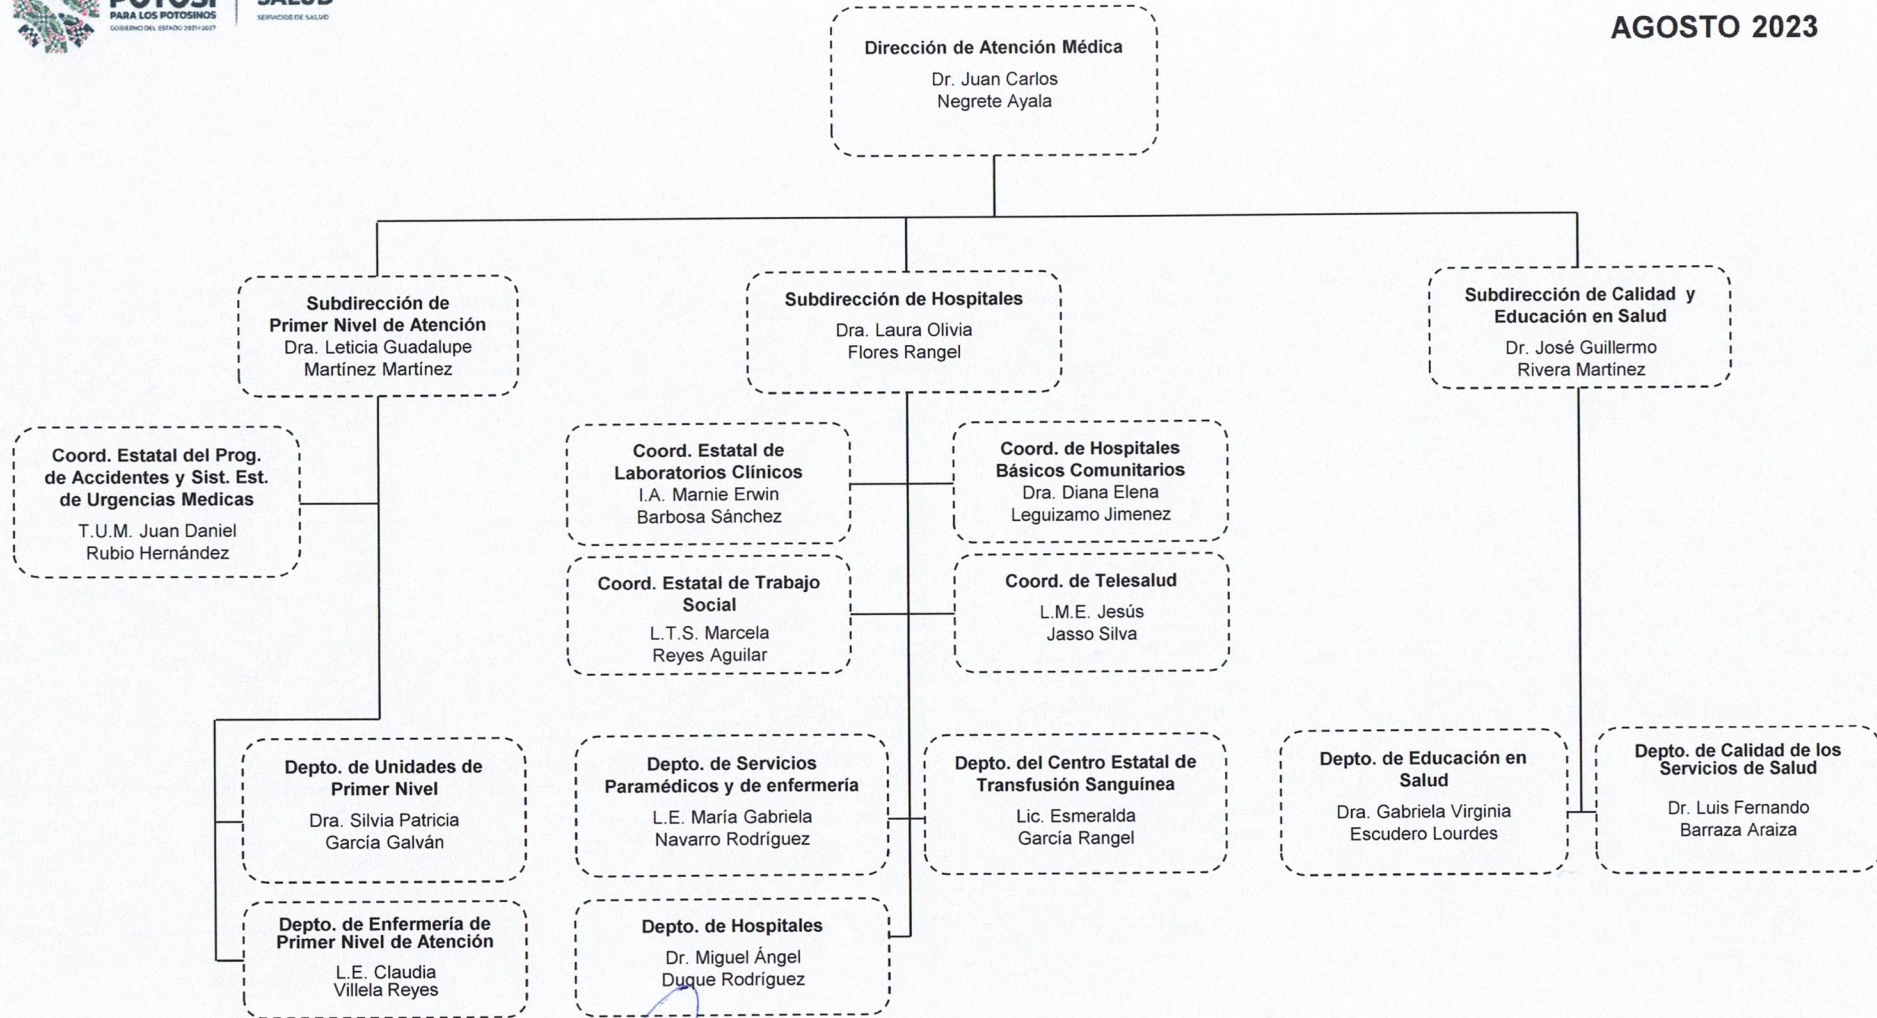 POTOSÍ
PARA LOS POTOSINOS
GOBIERNO DEL ESTADO 2021•2027
SALUD
SERVICIOS DE SALUD
AGOSTO 2023
Dirección de Atención Médica
Dr. Juan Carlos
Negrete Ayala
Subdirección de
Primer Nivel de Atención
Dra. Leticia Guadalupe
Martínez Martínez
Subdirección de Hospitales
Dra. Laura Olivia
Flores Rangel
Subdirección de Calidad y
Educación en Salud
Dr. José Guillermo
Rivera Martínez
Coord. Estatal del Prog.
de Accidentes y Sist. Est.
de Urgencias Medicas
T.U.M. Juan Daniel
Rubio Hernández
Coord. Estatal de
Laboratorios Clínicos
I.A. Marnie Erwin
Barbosa Sánchez
Coord. de Hospitales
Básicos Comunitarios
Dra. Diana Elena
Leguizamo Jimenez
Coord. Estatal de Trabajo
Social
L.T.S. Marcela
Reyes Aguilar
Coord. de Telesalud
L.M.E. Jesús
Jasso Silva
Depto. de Unidades de
Primer Nivel
Dra. Silvia Patricia
García Galván
Depto. de Servicios
Paramédicos y de enfermería
L.E. María Gabriela
Navarro Rodríguez
Depto. del Centro Estatal de
Transfusión Sanguínea
Lic. Esmeralda
García Rangel
Depto. de Educación en
Salud
Dra. Gabriela Virginia
Escudero Lourdes
Depto. de Calidad de los
Servicios de Salud
Dr. Luis Fernando
Barraza Araiza
Depto. de Enfermería de
Primer Nivel de Atención
L.E. Claudia
Villela Reyes
Depto. de Hospitales
Dr. Miguel Ángel
Duque Rodríguez